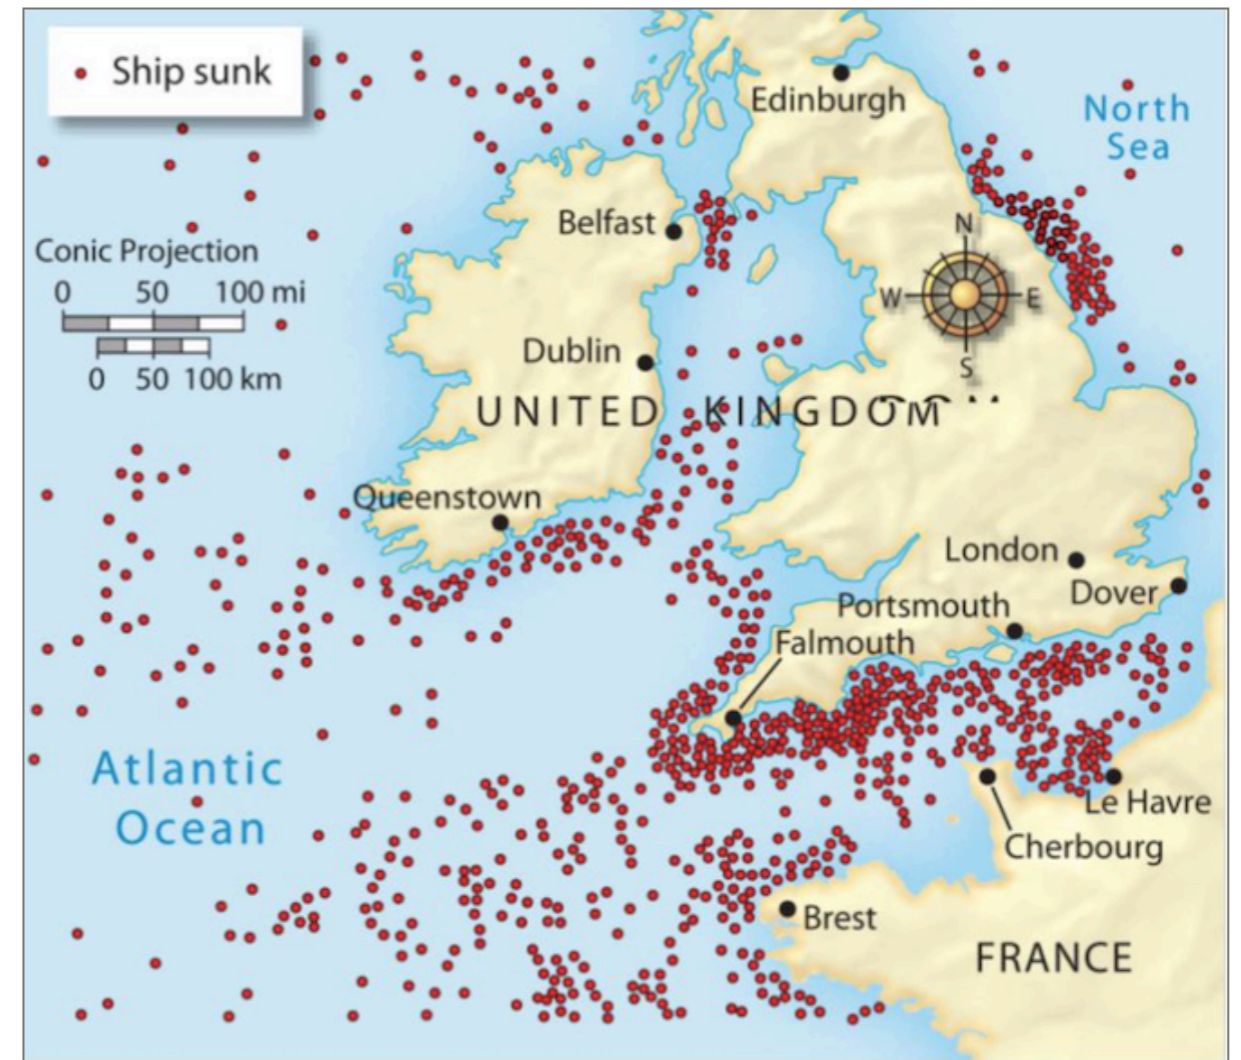 Ship sunk
Edinburgh
North
Sea
Belfast
N
Conic Projection
0 50 100 mi
W E
Dublin
S
0 50 100 km
UNITED KINGDOM
Queenstown
London
Dover
Portsmouth
Falmouth
Atlantic
Ocean
Le Havre
Cherbourg
Brest
FRANCE